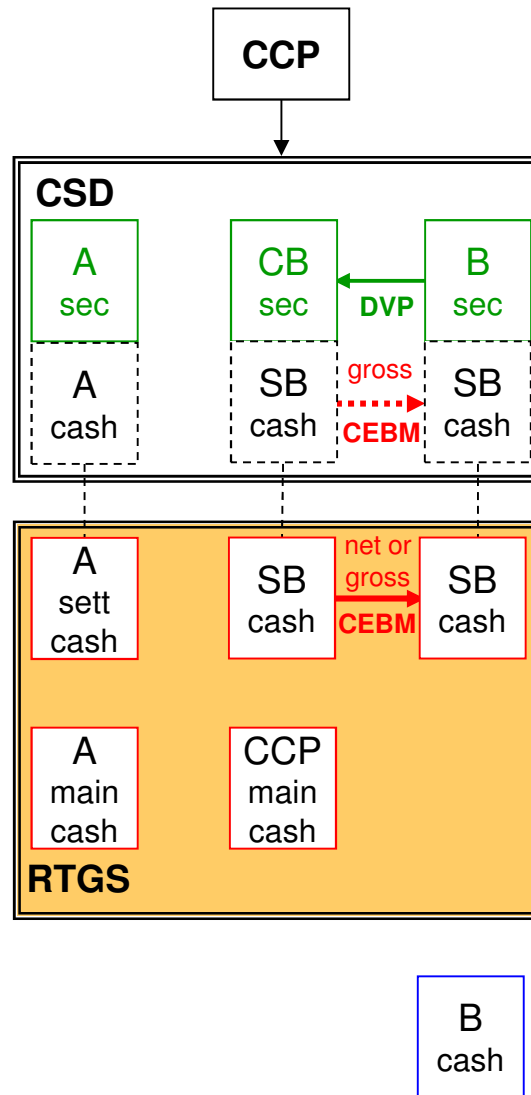 CCP
CSD
A
sec
CB
sec
DVP
B
sec
A
cash
SB
cash
gross
CEBM
SB
cash
A
sett
cash
SB
cash
net or
gross
CEBM
SB
cash
A
main
cash
CCP
main
cash
RTGS
B
cash